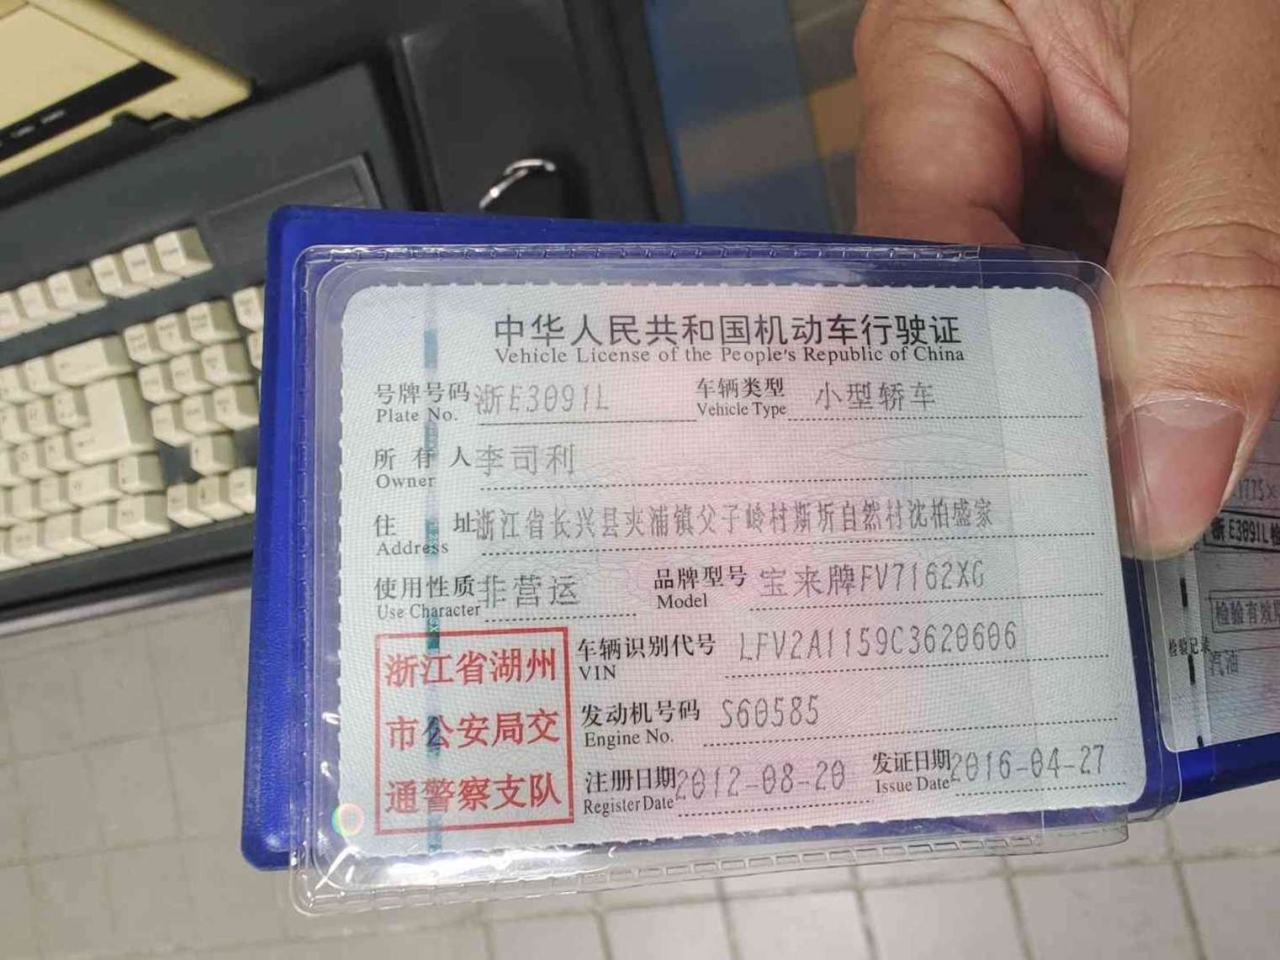 中华人民共和国机动车行驶证
Vehicle License of the People's Republic of China
号牌号码 浙E3091L 车辆类型 小型轿车
Plate No. Vehicle Type
所有人 李司利
Owner
住址 浙江省长兴县夹浦镇父子岭村斯圻自然村沈柏盛家
Address
使用性质 非营运 品牌型号 宝来牌FV7162XG
Use Character Model
车辆识别代号 LFV2A1159C3620606
VIN
发动机号码 S60585
Engine No.
注册日期 2012-08-20 发证日期 2016-04-27
Register Date Issue Date
浙江省湖州
市公安局交
通警察支队
浙E3091L
检验有效
检验记录
汽油